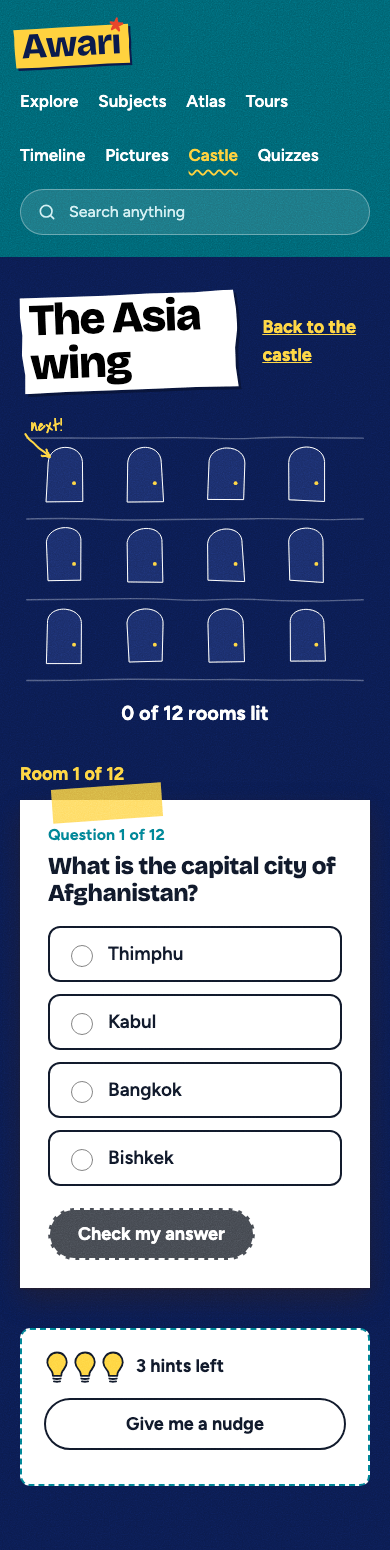 Awari
Explore Subjects Atlas Tours
Timeline Pictures Castle Quizzes
Search anything
The Asia
wing
Back to the
castle
next!
0 of 12 rooms lit
Room 1 of 12
Question 1 of 12
What is the capital city of
Afghanistan?
Thimphu
Kabul
Bangkok
Bishkek
Check my answer
3 hints left
Give me a nudge